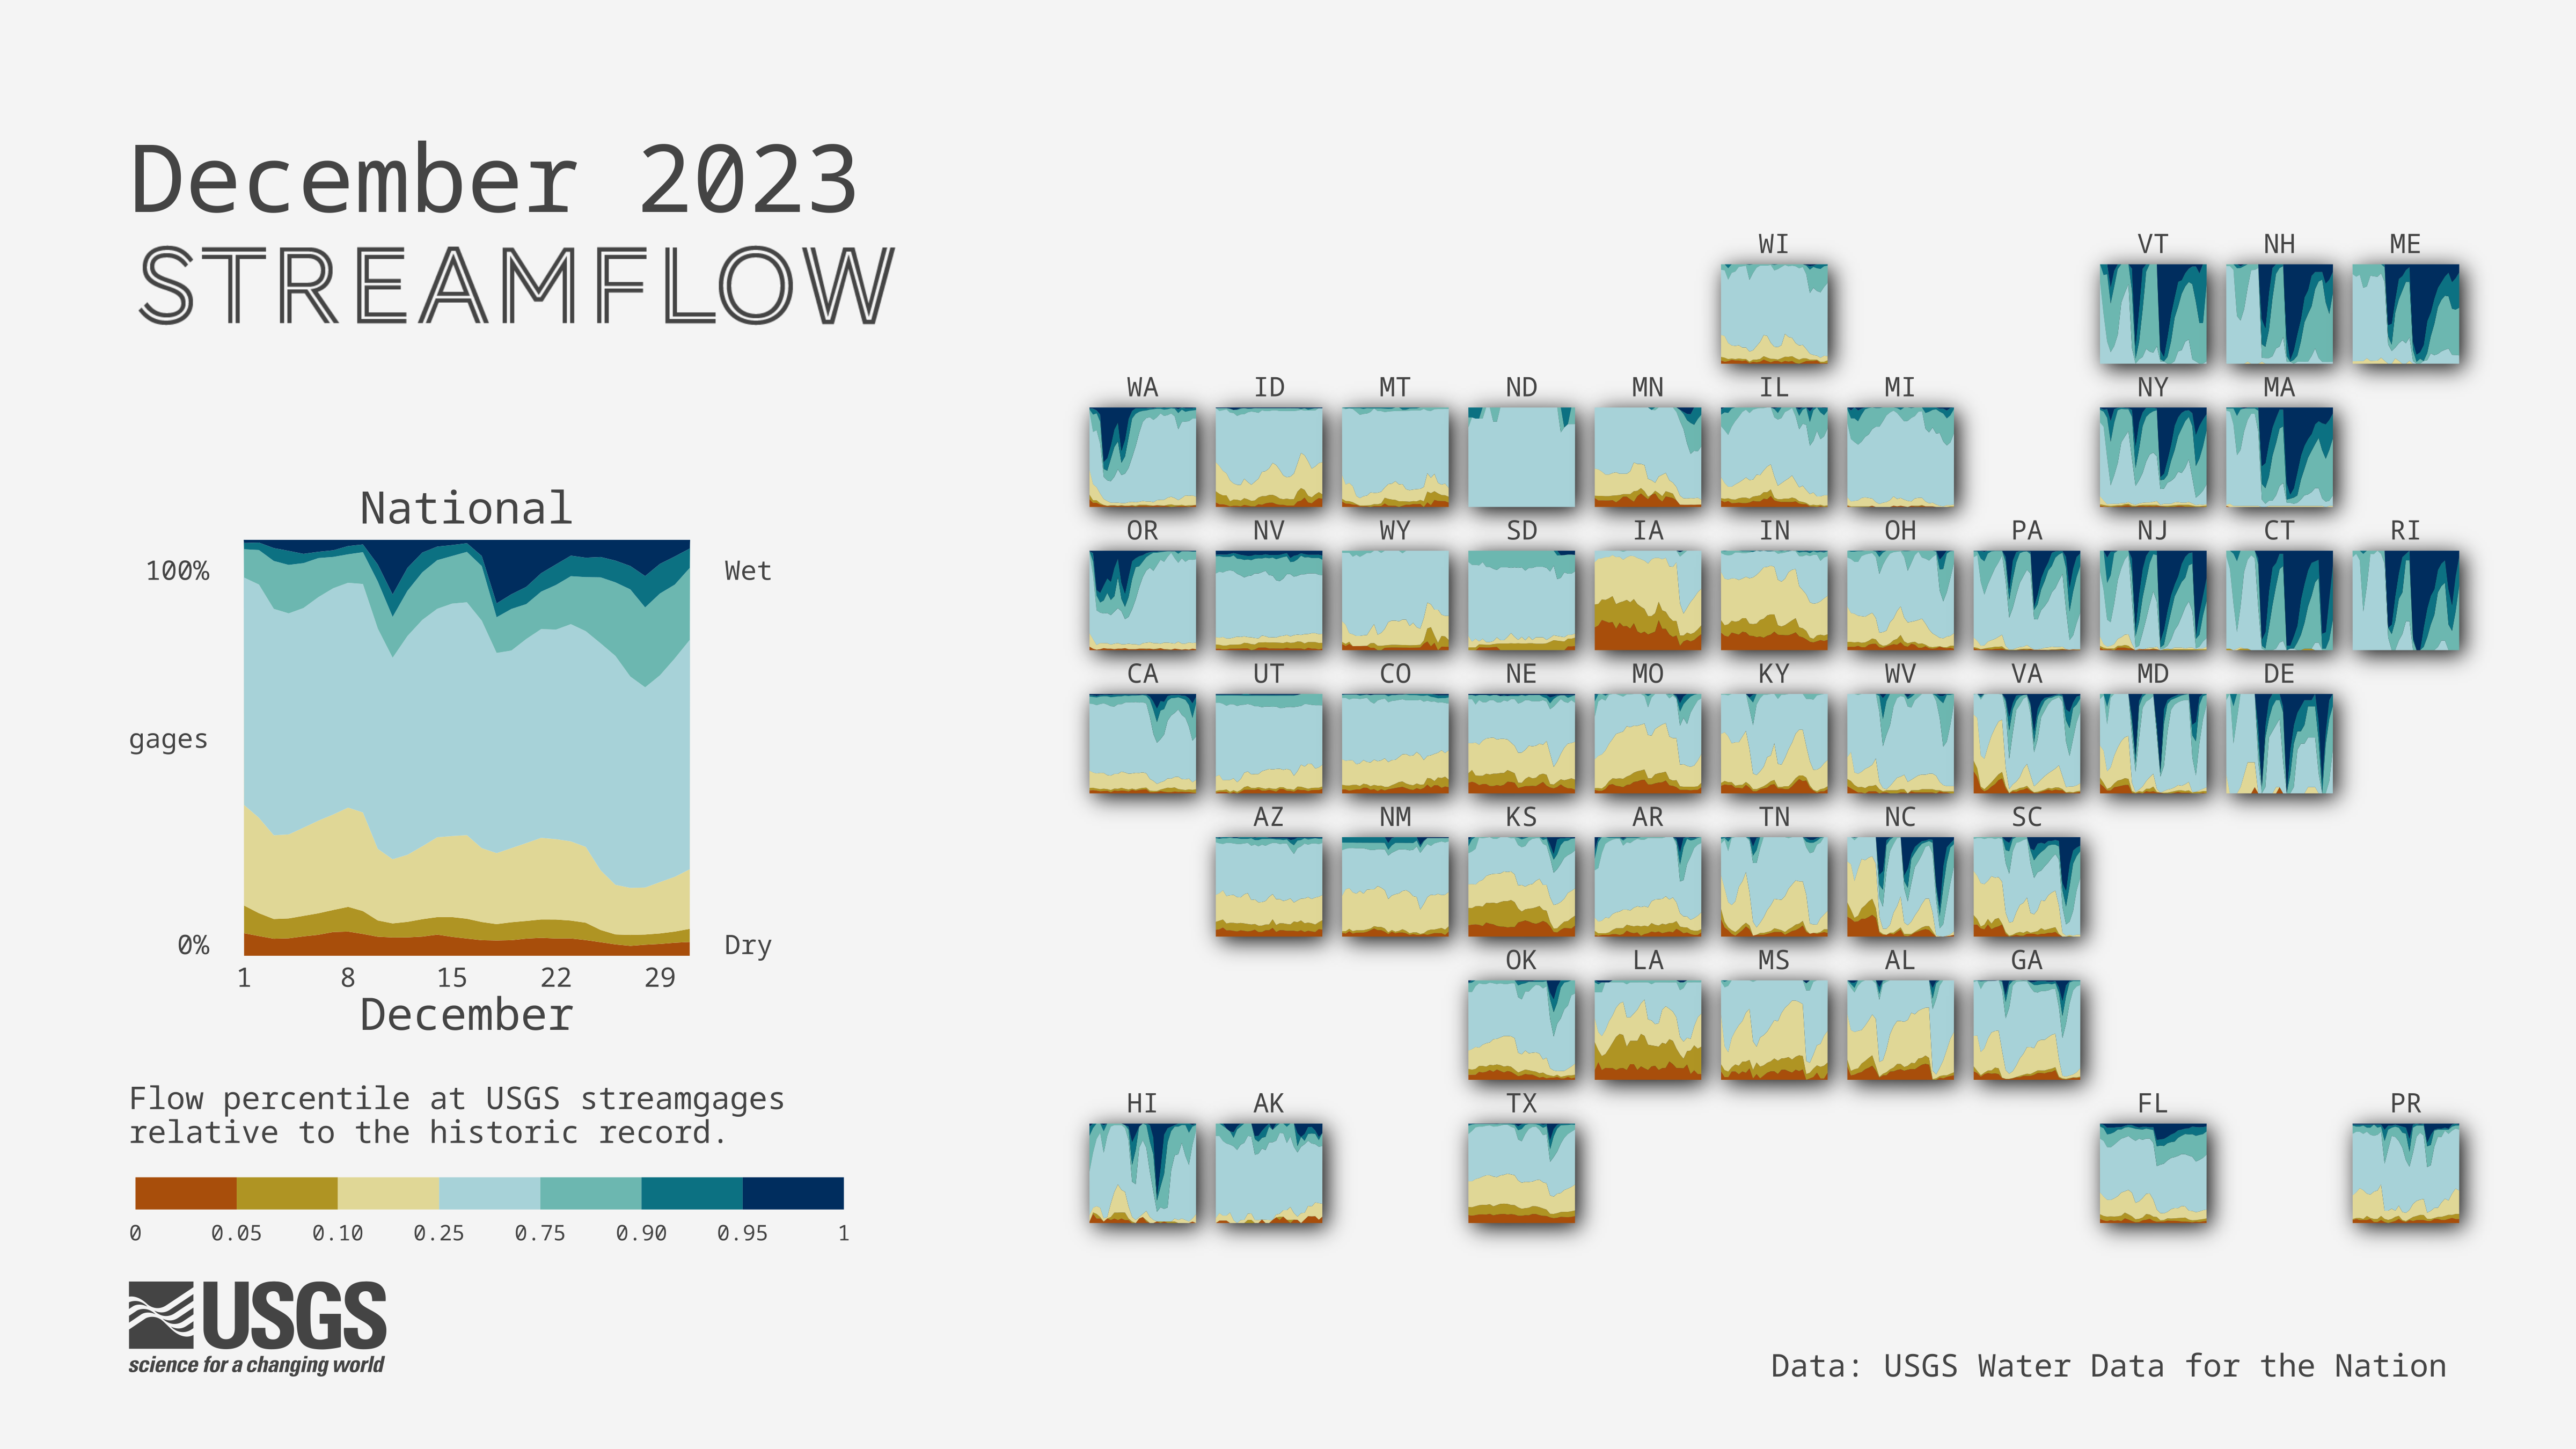 December 2023
STREAMFLOW
National
100%
Wet
gages
0%
Dry
1 8 15 22 29
December
Flow percentile at USGS streamgages
relative to the historic record.
0 0.05 0.10 0.25 0.75 0.90 0.95 1
USGS
science for a changing world
WI VT NH ME
WA ID MT ND MN IL MI NY MA
OR NV WY SD IA IN OH PA NJ CT RI
CA UT CO NE MO KY WV VA MD DE
AZ NM KS AR TN NC SC
OK LA MS AL GA
HI AK TX FL PR
Data: USGS Water Data for the Nation